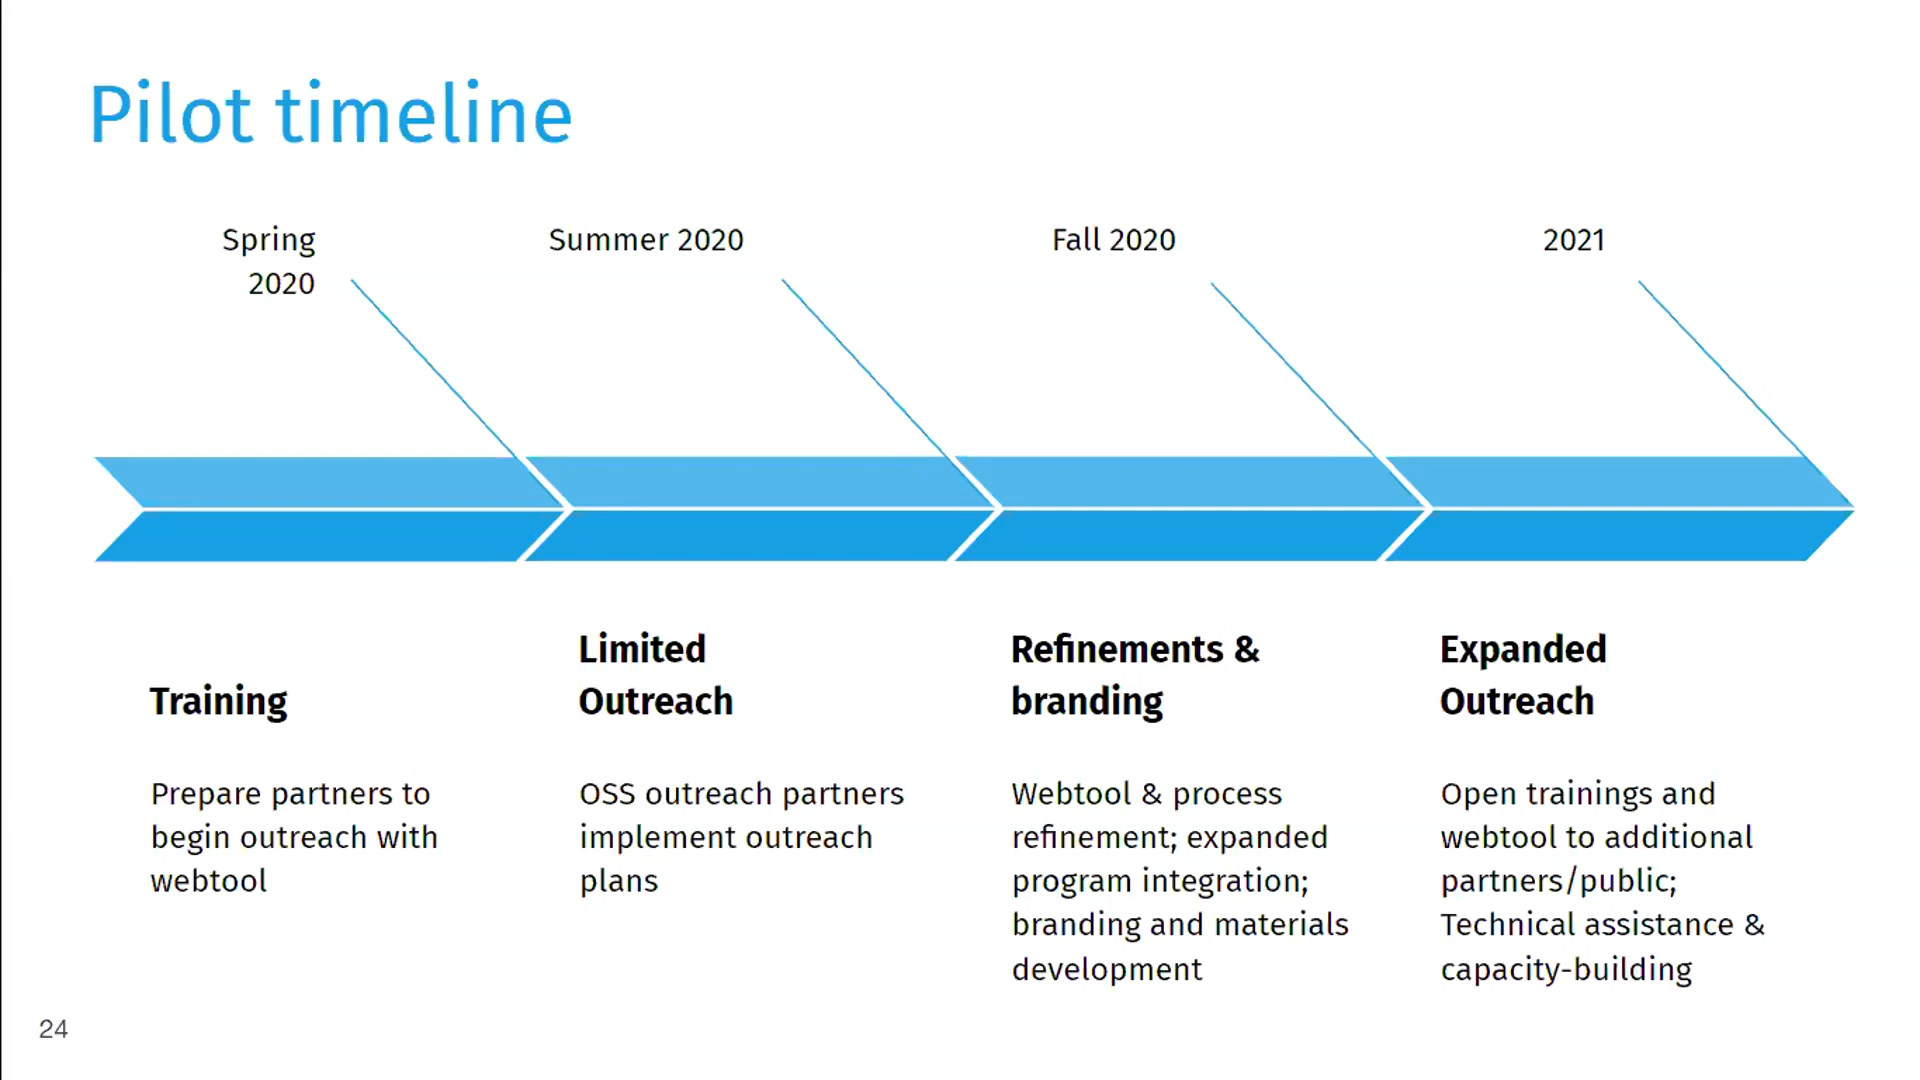 Pilot timeline
Spring
2020
Summer 2020
Fall 2020
2021
Training
Prepare partners to
begin outreach with
webtool
Limited
Outreach
OSS outreach partners
implement outreach
plans
Refinements &
branding
Webtool & process
refinement; expanded
program integration;
branding and materials
development
Expanded
Outreach
Open trainings and
webtool to additional
partners/public;
Technical assistance &
capacity-building
24